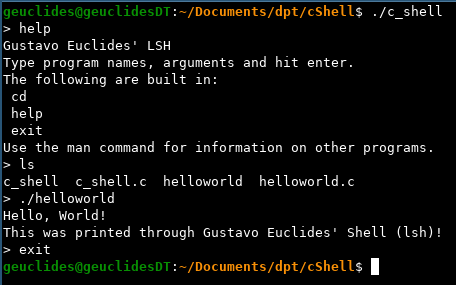 geuclides@geuclidesDT:~/Documents/dpt/cShell$ ./c_shell
> help
Gustavo Euclides' LSH
Type program names, arguments and hit enter.
The following are built in:
 cd
 help
 exit
Use the man command for information on other programs.
> ls
c_shell  c_shell.c  helloworld  helloworld.c
> ./helloworld
Hello, World!
This was printed through Gustavo Euclides' Shell (lsh)!
> exit
geuclides@geuclidesDT:~/Documents/dpt/cShell$